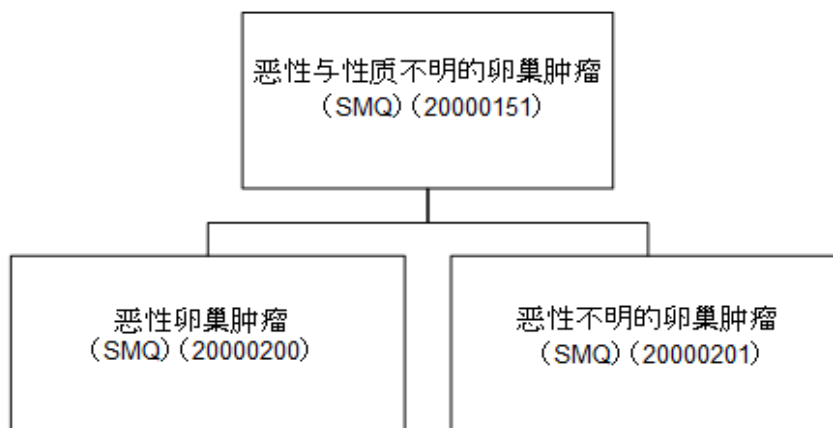 恶性与性质不明的卵巢肿瘤
（SMQ）（20000151）
恶性卵巢肿瘤
（SMQ）（20000200）
恶性不明的卵巢肿瘤
（SMQ）（20000201）